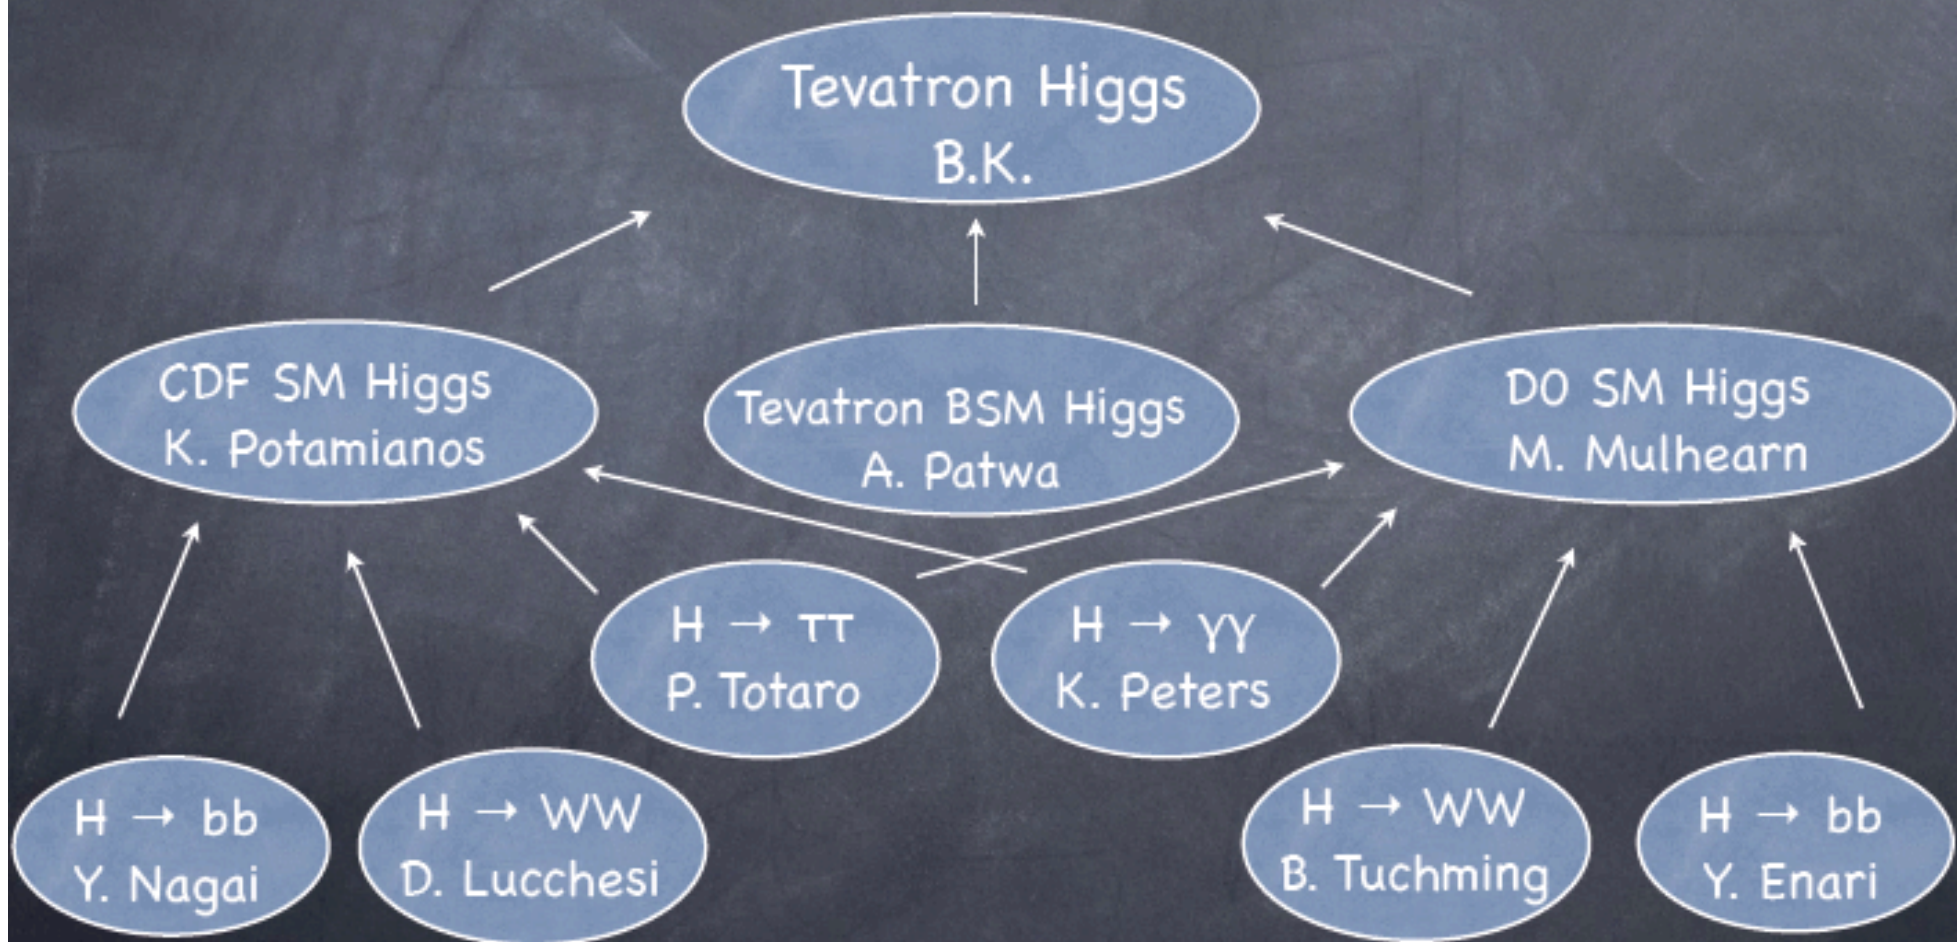 Tevatron Higgs
B.K.
CDF SM Higgs
K. Potamianos
Tevatron BSM Higgs
A. Patwa
D0 SM Higgs
M. Mulhearn
H → ττ
P. Totaro
H → γγ
K. Peters
H → bb
Y. Nagai
H → WW
D. Lucchesi
H → WW
B. Tuchming
H → bb
Y. Enari